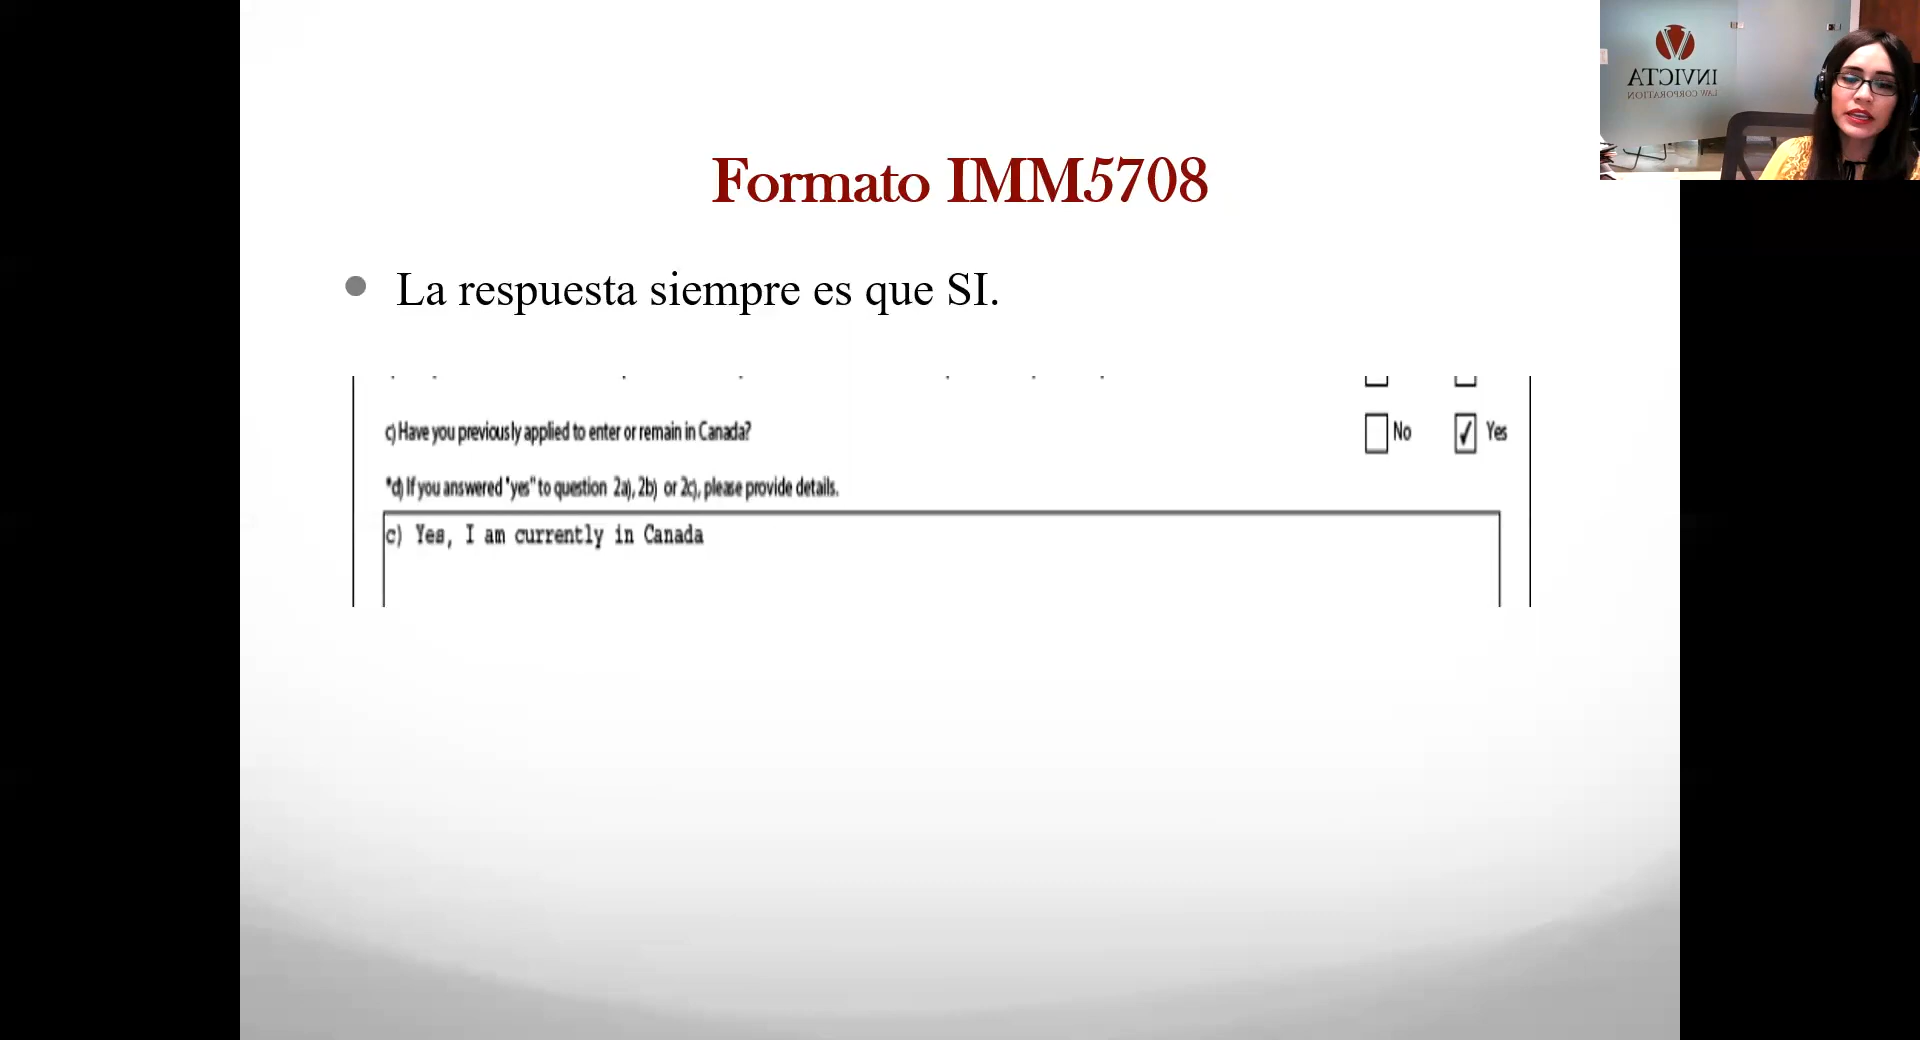 INVICTA
LAW CORPORATION
Formato IMM5708
La respuesta siempre es que SI.
c) Have you previously applied to enter or remain in Canada?
No
Yes
*d) If you answered "yes" to question 2a), 2b) or 2c), please provide details.
c) Yes, I am currently in Canada